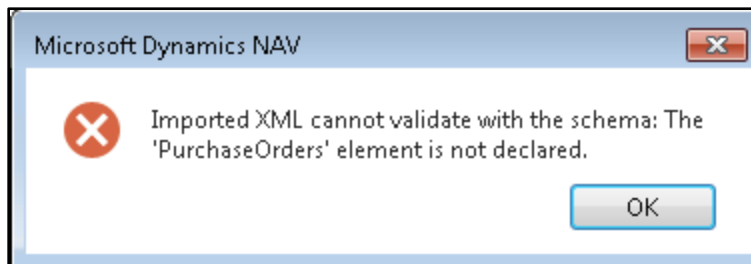 Microsoft Dynamics NAV
Imported XML cannot validate with the schema: The
'PurchaseOrders' element is not declared.
OK